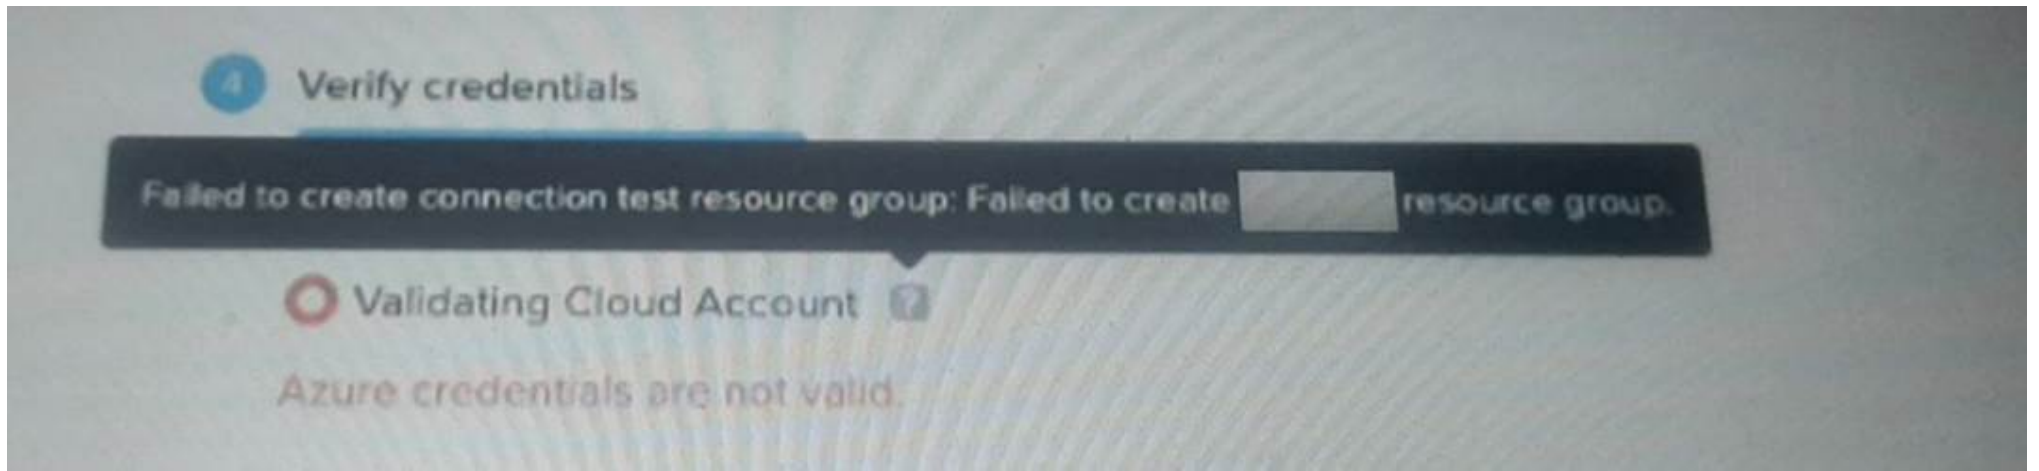 4 Verify credentials
Failed to create connection test resource group: Failed to create resource group.
Validating Cloud Account ?
Azure credentials are not valid.